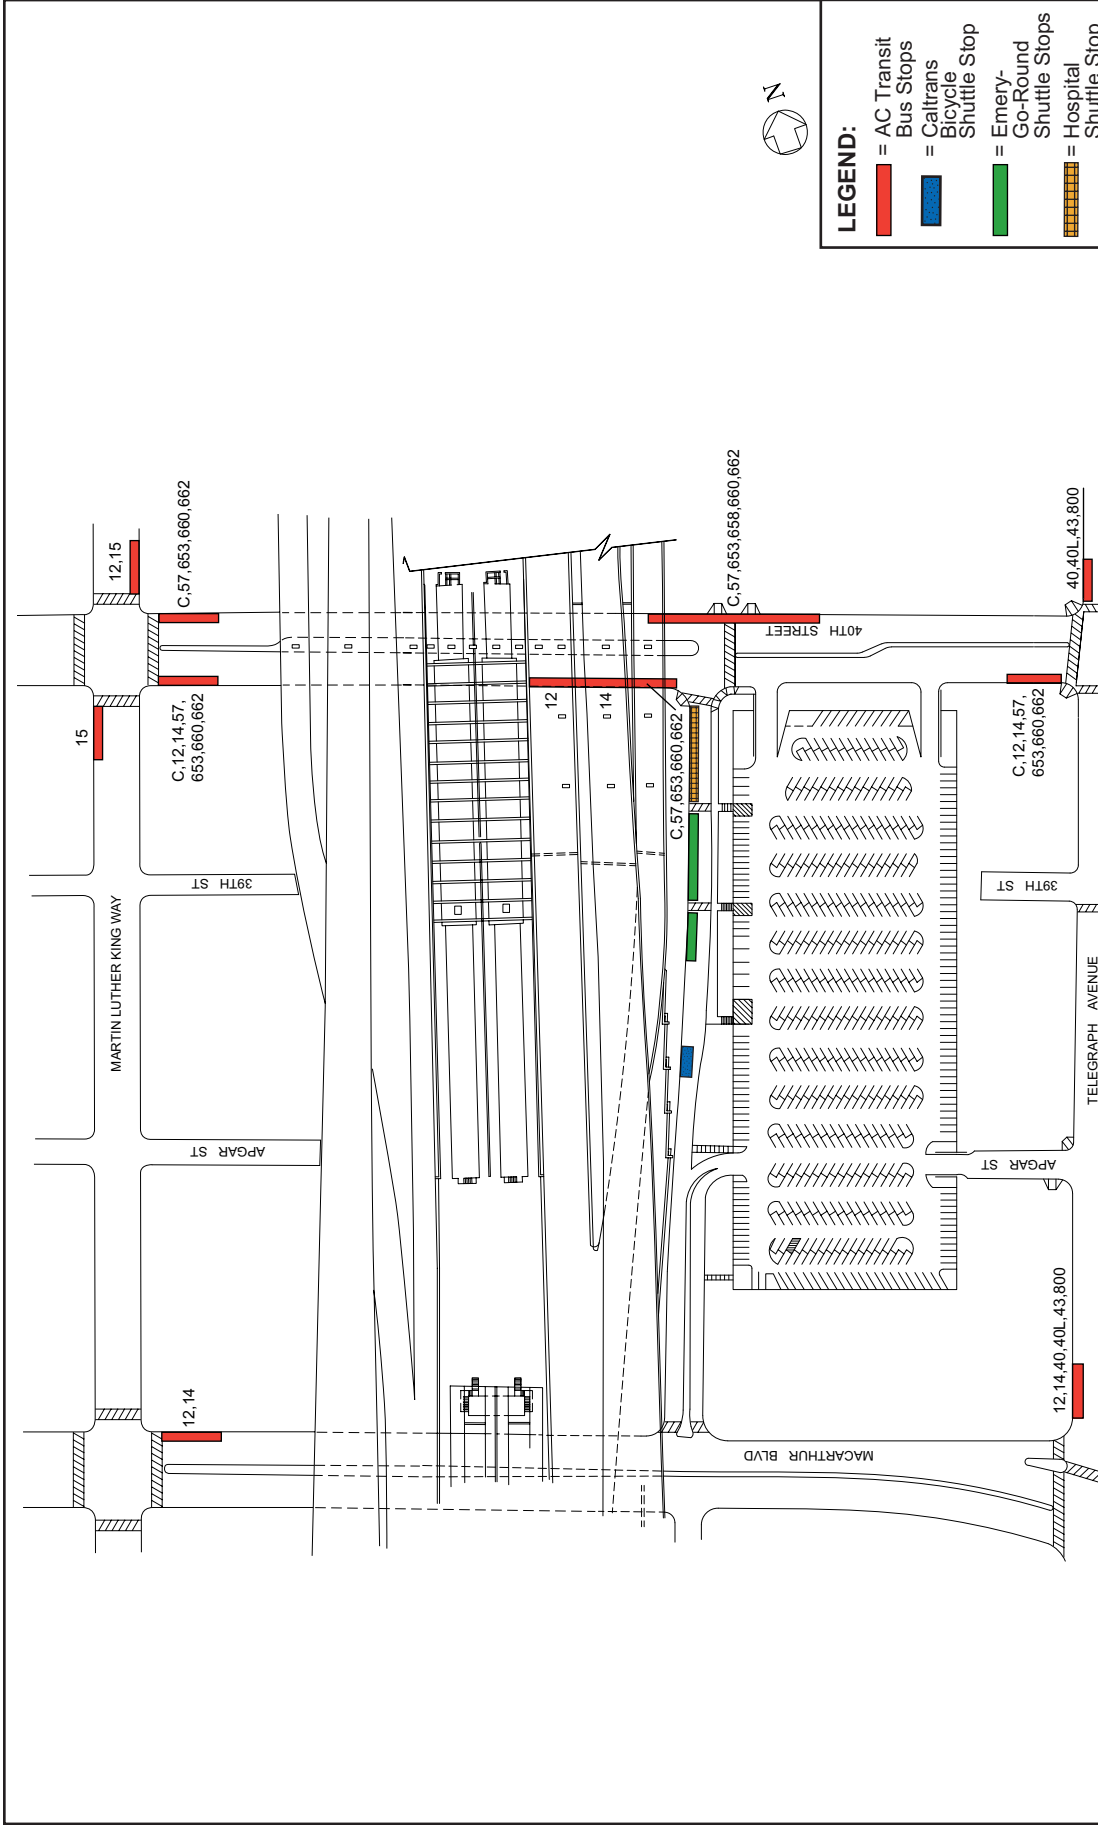 N
LEGEND:
= AC Transit
Bus Stops
= Caltrans
Bicycle
Shuttle Stop
= Emery-
Go-Round
Shuttle Stops
= Hospital
Shuttle Stop
12,15
C,57,653,660,662
15
C,12,14,57,
653,660,662
MARTIN LUTHER KING WAY
39TH ST
APGAR ST
12,14
12
14
C,57,653,660,662
C,57,653,658,660,662
40TH STREET
40,40L,43,800
C,12,14,57,
653,660,662
39TH ST
TELEGRAPH AVENUE
APGAR ST
12,14,40,40L,43,800
MACARTHUR BLVD